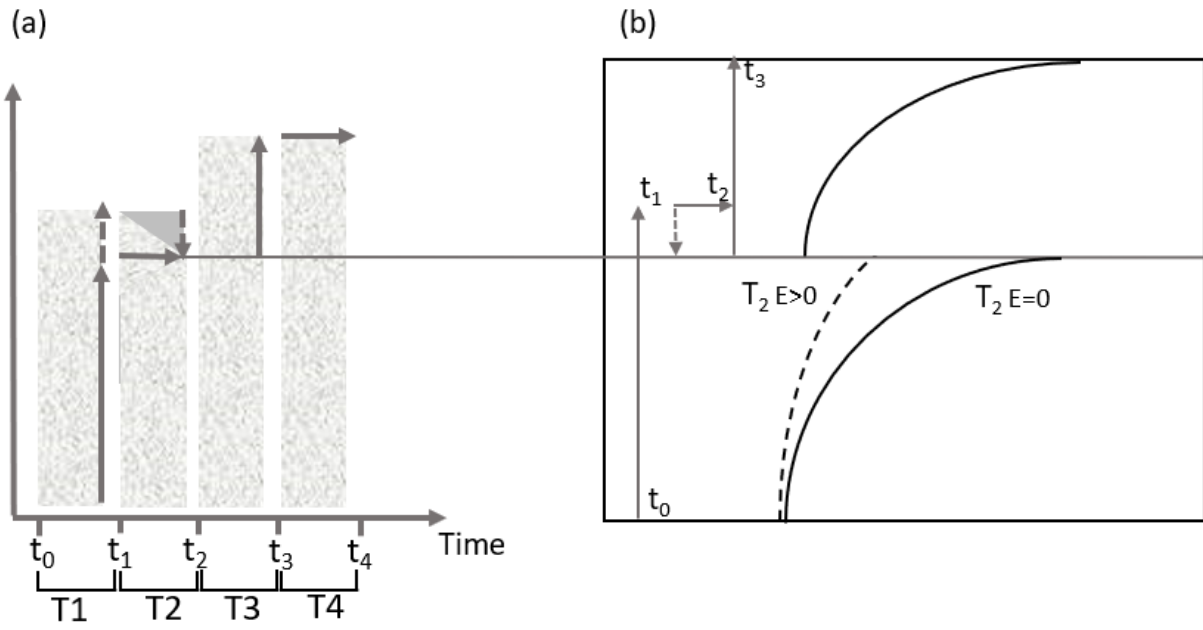 (a)
t0 t1 t2 t3 t4
Time
T1 T2 T3 T4
(b)
t3
t1 t2
T2 E>0 T2 E=0
t0